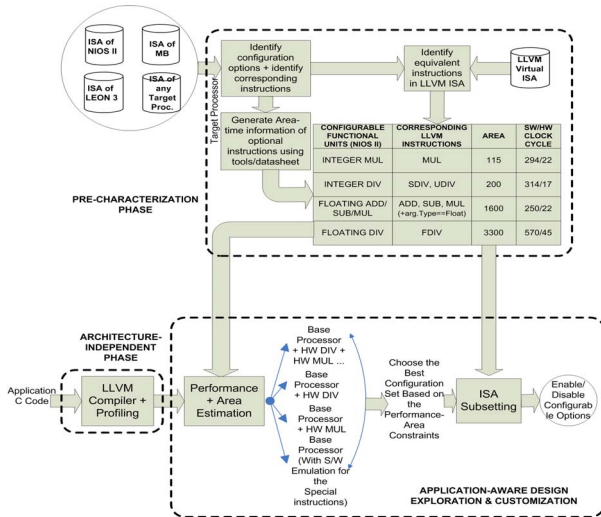 ISA of
NIOS II
ISA of
MB
ISA of
LEON 3
ISA of
any
Target
Proc.
Target Processor
Identify
configuration
options + identify
corresponding
instructions
Identify
equivalent
instructions
in LLVM ISA
LLVM
Virtual
ISA
Generate Area-
time information of
optional
instructions using
tools/datasheet
CONFIGURABLE
FUNCTIONAL
UNITS (NIOS II)
CORRESPONDING
LLVM
INSTRUCTIONS
AREA
SW/HW
CLOCK
CYCLE
INTEGER MUL
MUL
115
294/22
INTEGER DIV
SDIV, UDIV
200
314/17
FLOATING ADD/
SUB/MUL
ADD, SUB, MUL
(+arg.Type==Float)
1600
250/22
FLOATING DIV
FDIV
3300
570/45
PRE-CHARACTERIZATION
PHASE
ARCHITECTURE-
INDEPENDENT
PHASE
Application
C Code
LLVM
Compiler +
Profiling
Performance
+ Area
Estimation
Base
Processor
+ HW DIV +
HW MUL ...
Base
Processor
+ HW DIV
Base
Processor
+ HW MUL
Base
Processor
(With S/W
Emulation for
the
Special
instructions)
Choose the
Best
Configuration
Set Based on
the
Performance-
Area
Constraints
ISA
Subsetting
Enable/
Disable
Configurab
le Options
APPLICATION-AWARE DESIGN
EXPLORATION & CUSTOMIZATION